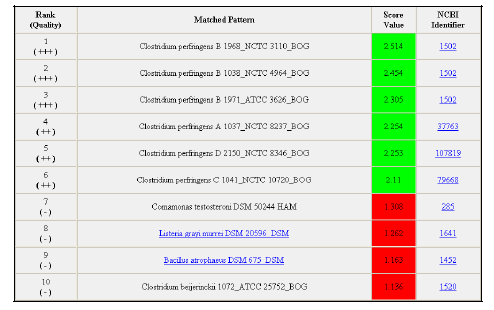 Rank (Quality) Matched Pattern Score Value NCBI Identifier
1 (+++) Clostridium perfringens B 1968_NCTC 3110_BOG 2.514 1502
2 (+++) Clostridium perfringens B 1038_NCTC 4964_BOG 2.454 1502
3 (+++) Clostridium perfringens B 1971_ATCC 3626_BOG 2.305 1502
4 (++) Clostridium perfringens A 1037_NCTC 8237_BOG 2.254 37763
5 (++) Clostridium perfringens D 2150_NCTC 8346_BOG 2.253 107819
6 (++) Clostridium perfringens C 1041_NCTC 10720_BOG 2.11 79668
7 (-) Comamonas testosteroni DSM 50244 HAM 1.308 285
8 (-) Listeria grayi murrei DSM 20596_DSM 1.262 1641
9 (-) Bacillus atrophaeus DSM 675_DSM 1.163 1452
10 (-) Clostridium beijerinckii 1072_ATCC 25752_BOG 1.136 1520